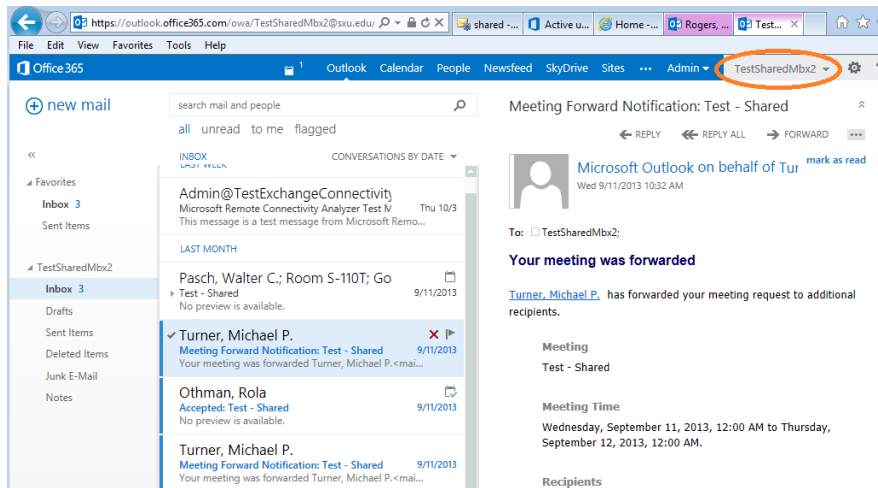 https://outlook.office365.com/owa/TestSharedMbx2@sxu.edu/
shared -... Active u... Home -... Rogers, ... Test...
File Edit View Favorites Tools Help
Office 365 1 Outlook Calendar People Newsfeed SkyDrive Sites ... Admin TestSharedMbx2
new mail
search mail and people
all unread to me flagged
INBOX CONVERSATIONS BY DATE
Favorites
Inbox 3
Sent Items
TestSharedMbx2
Inbox 3
Drafts
Sent Items
Deleted Items
Junk E-Mail
Notes
LAST WEEK
Admin@TestExchangeConnectivity
Microsoft Remote Connectivity Analyzer Test M Thu 10/3
This message is a test message from Microsoft Remo...
LAST MONTH
Pasch, Walter C.; Room S-110T; Go
Test - Shared 9/11/2013
No preview is available.
Turner, Michael P.
Meeting Forward Notification: Test - Shared 9/11/2013
Your meeting was forwarded Turner, Michael P.<mai...
Othman, Rola
Accepted: Test - Shared 9/11/2013
No preview is available.
Turner, Michael P.
Meeting Forward Notification: Test - Shared 9/11/2013
Your meeting was forwarded Turner, Michael P.<mai...
Meeting Forward Notification: Test - Shared
REPLY REPLY ALL FORWARD ...
Microsoft Outlook on behalf of Tur mark as read
Wed 9/11/2013 10:32 AM
To: TestSharedMbx2;
Your meeting was forwarded
Turner, Michael P. has forwarded your meeting request to additional
recipients.
Meeting
Test - Shared
Meeting Time
Wednesday, September 11, 2013, 12:00 AM to Thursday,
September 12, 2013, 12:00 AM.
Recipients